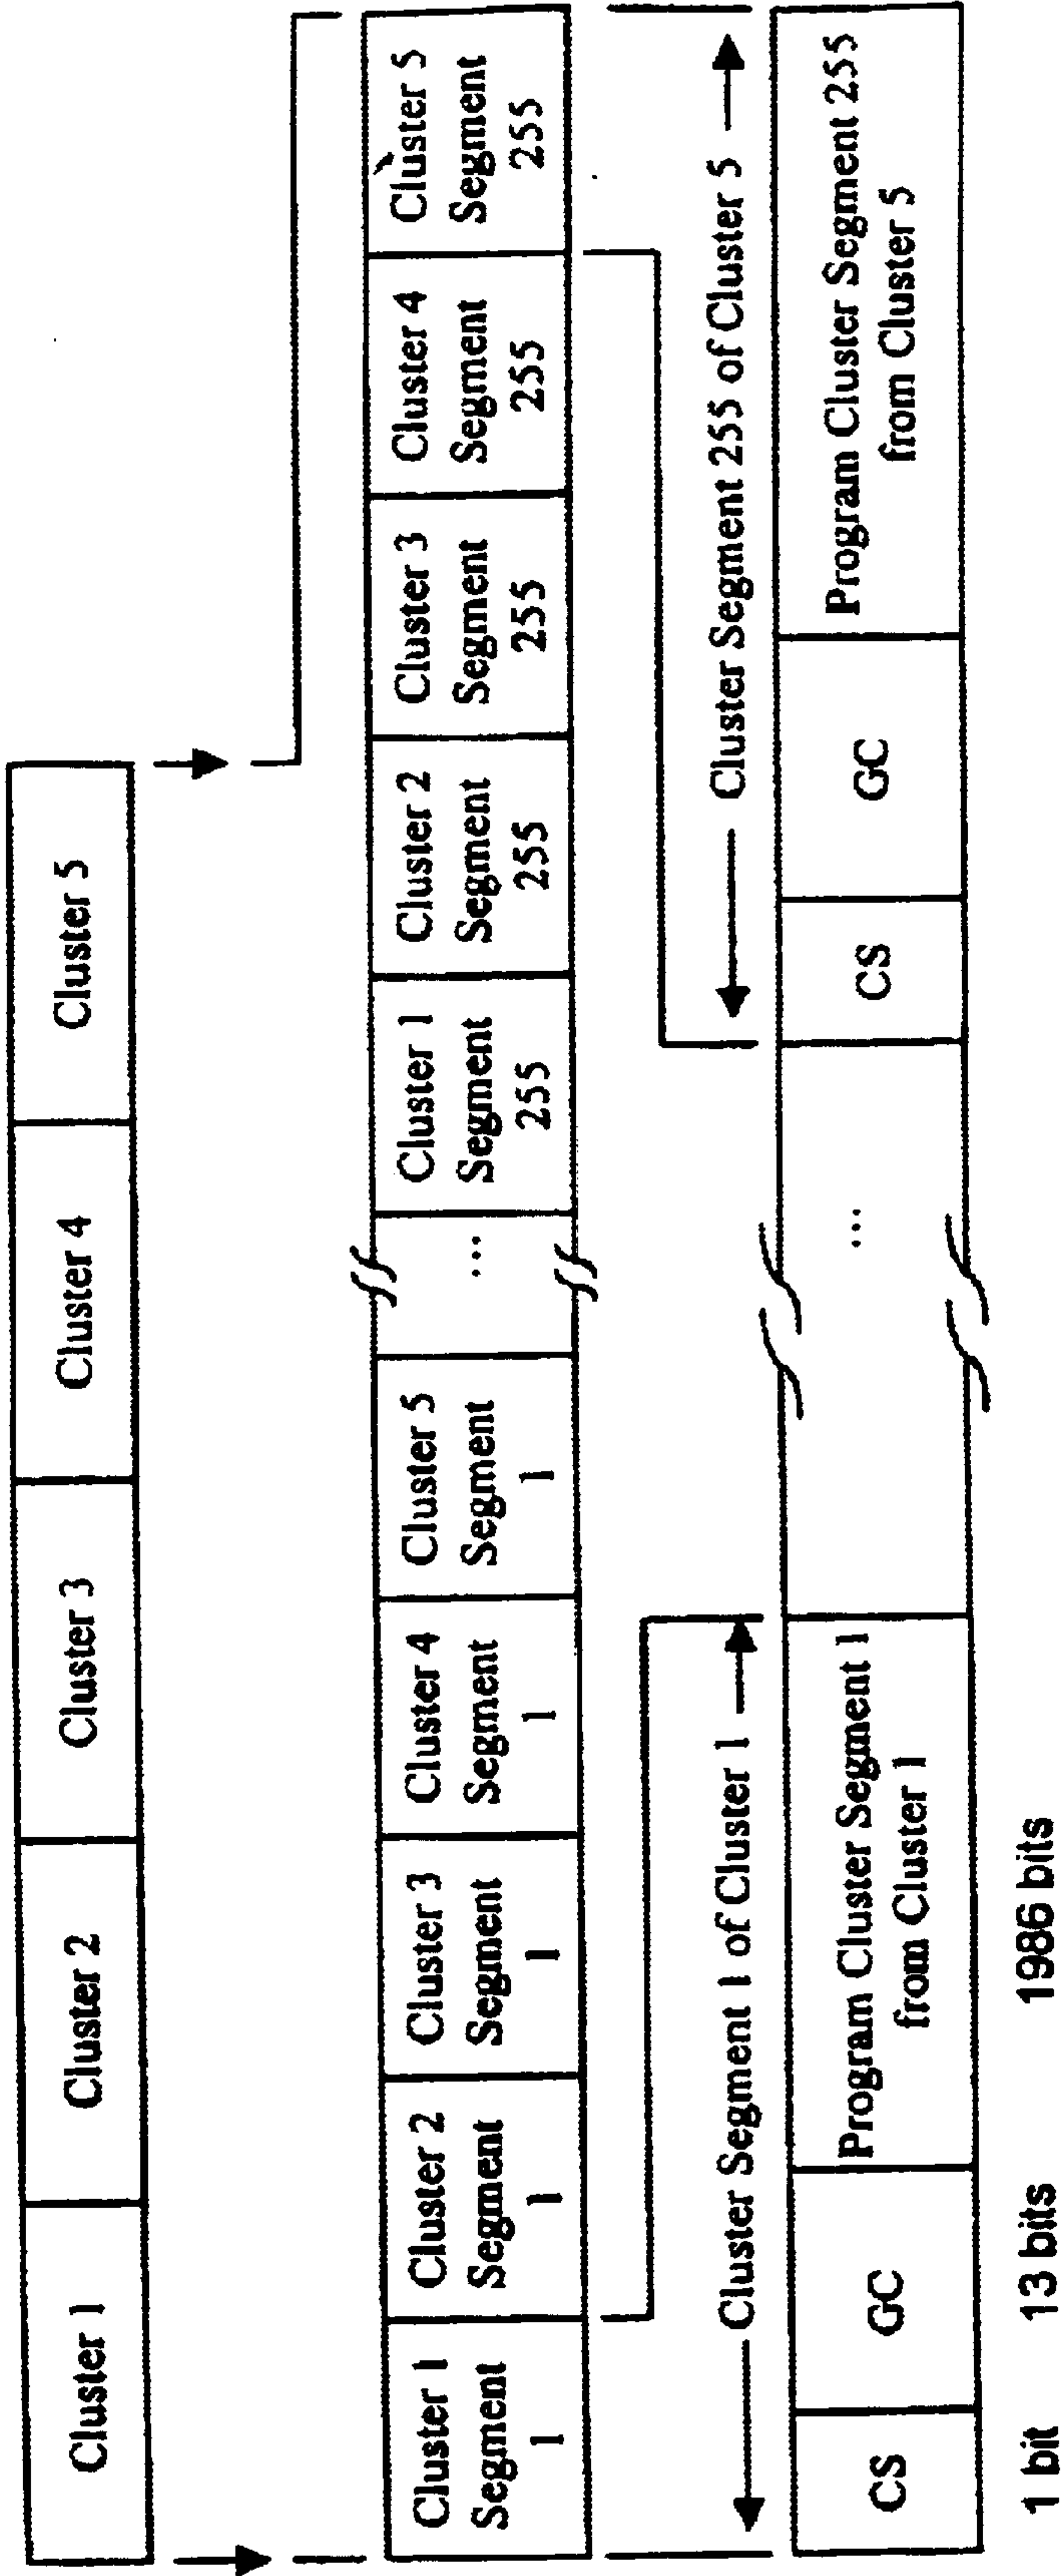 Cluster 1
Cluster 2
Cluster 3
Cluster 4
Cluster 5
Cluster 1
Segment
1
Cluster 2
Segment
1
Cluster 3
Segment
1
Cluster 4
Segment
1
Cluster 5
Segment
1
...
Cluster 1
Segment
255
Cluster 2
Segment
255
Cluster 3
Segment
255
Cluster 4
Segment
255
Cluster 5
Segment
255
Cluster Segment 1 of Cluster 1
Cluster Segment 255 of Cluster 5
CS
GC
Program Cluster Segment 1
from Cluster 1
...
CS
GC
Program Cluster Segment 255
from Cluster 5
1 bit
13 bits
1986 bits